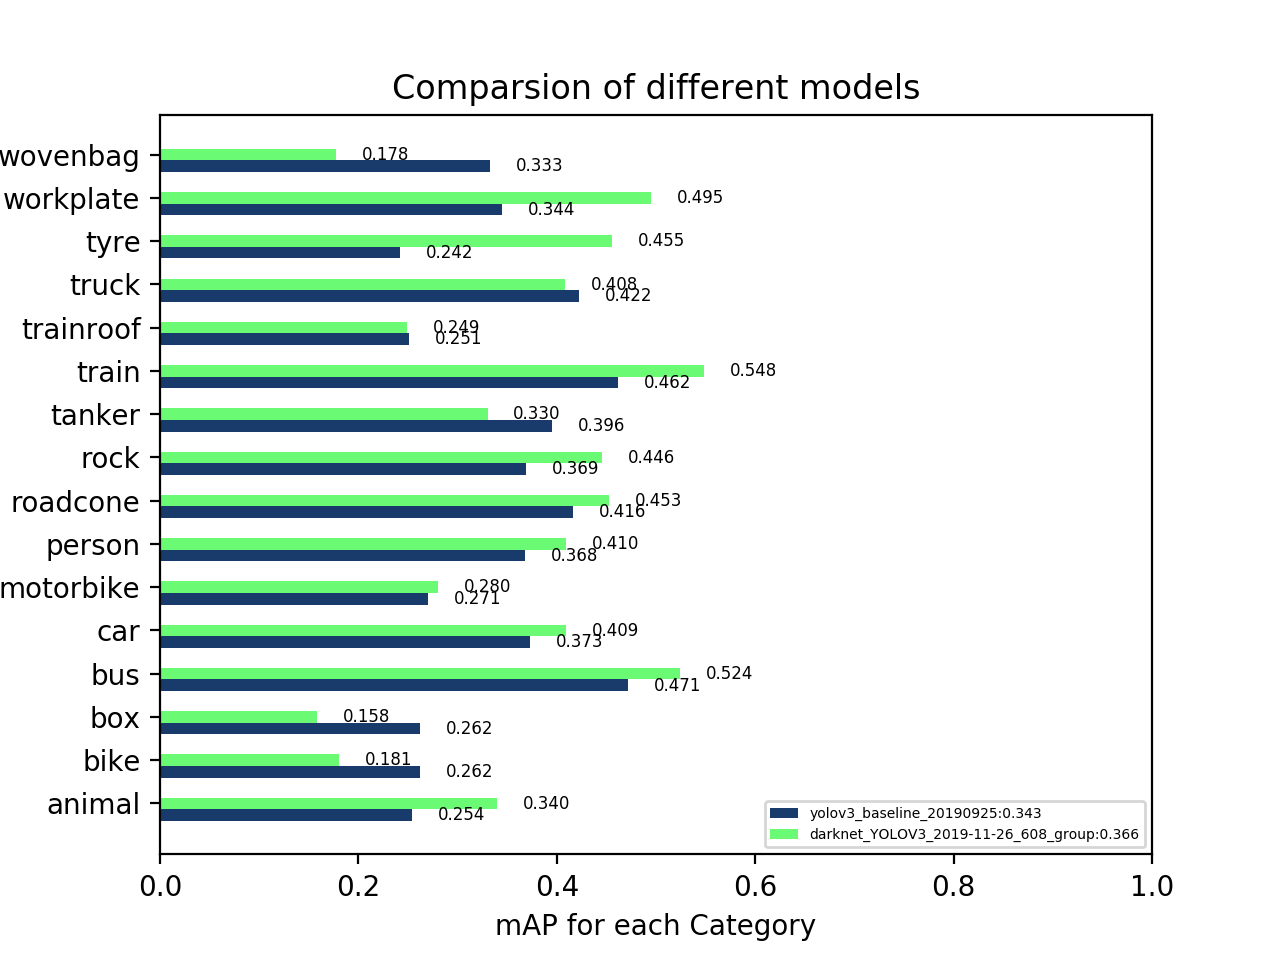 Comparsion of different models
wovenbag 0.178
0.333
workplate 0.495
0.344
tyre 0.455
0.242
truck 0.408
0.422
trainroof 0.249
0.251
train 0.548
0.462
tanker 0.330
0.396
rock 0.446
0.369
roadcone 0.453
0.416
person 0.410
0.368
motorbike 0.280
0.271
car 0.409
0.373
bus 0.524
0.471
box 0.158
0.262
bike 0.181
0.262
animal 0.340
0.254
yolov3_baseline_20190925:0.343
darknet_YOLOV3_2019-11-26_608_group:0.366
0.0 0.2 0.4 0.6 0.8 1.0
mAP for each Category